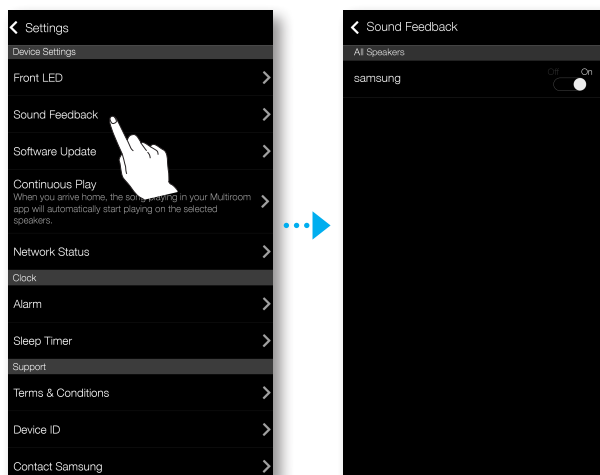 Settings
Device Settings
Front LED
Sound Feedback
Software Update
Continuous Play
When you arrive home, the song playing in your Multiroom
app will automatically start playing on the selected
speakers.
Network Status
Clock
Alarm
Sleep Timer
Support
Terms & Conditions
Device ID
Contact Samsung
Sound Feedback
All Speakers
samsung
Off On